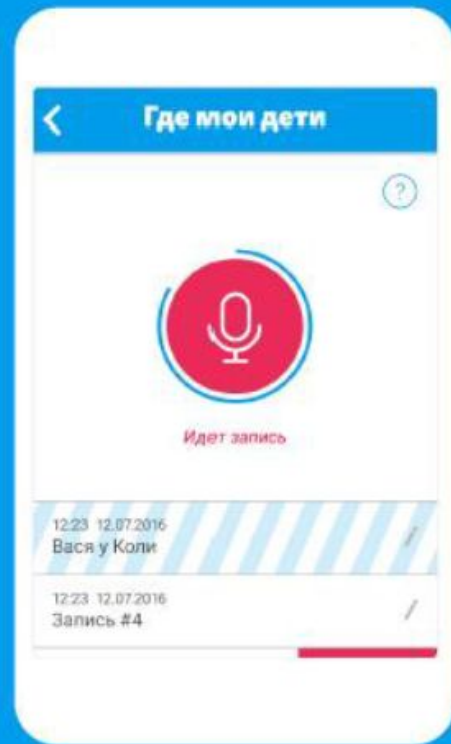 Где мои дети
?
Идет запись
12:23 12.07.2016
Вася у Коли
12:23 12.07.2016
Запись #4